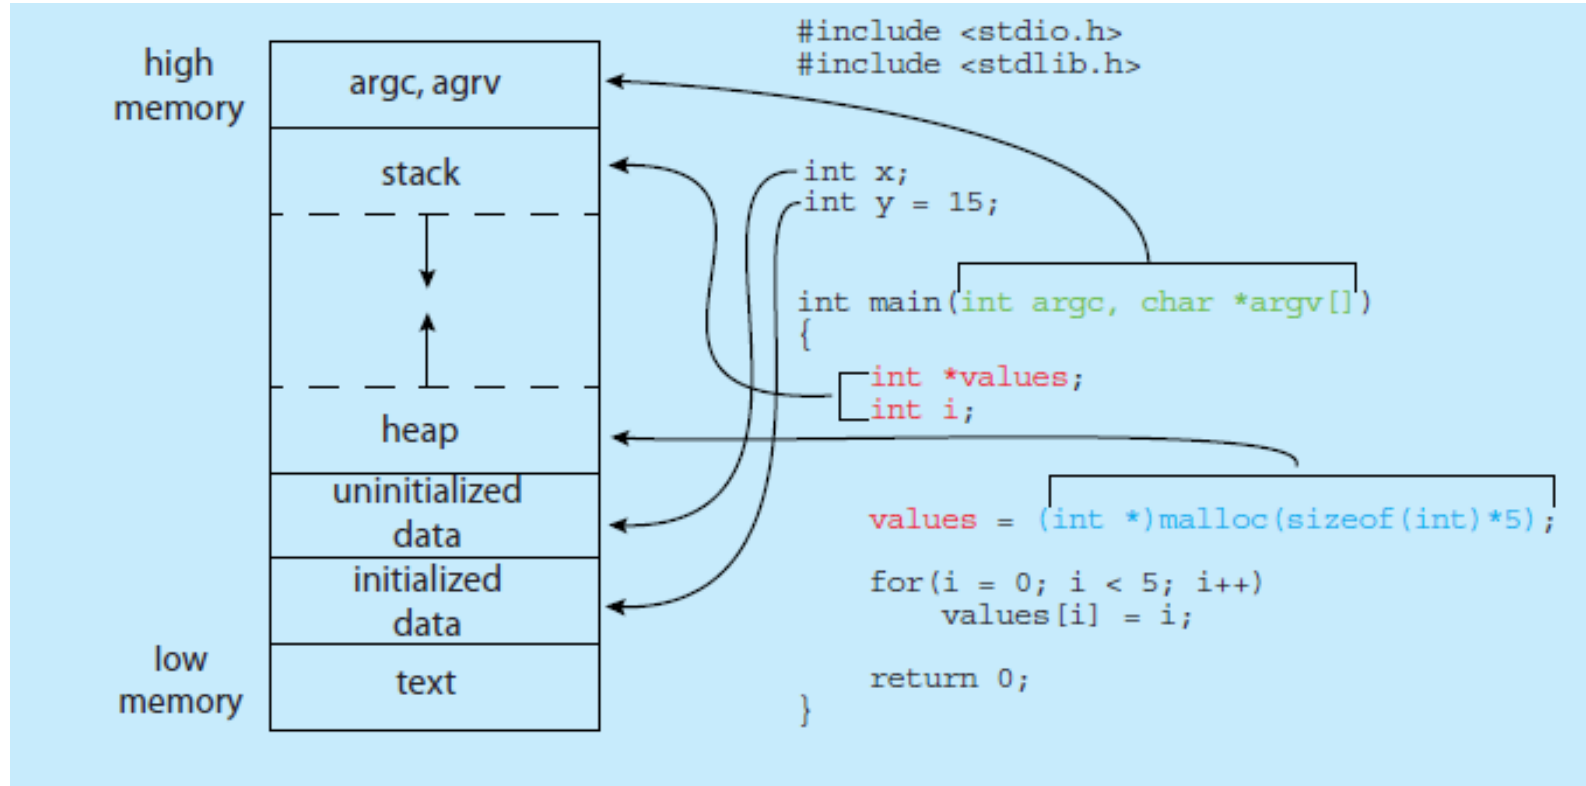 high
memory
argc, agrv
stack
heap
uninitialized
data
initialized
data
low
memory
text
#include <stdio.h>
#include <stdlib.h>
int x;
int y = 15;
int main(int argc, char *argv[])
{
int *values;
int i;
values = (int *)malloc(sizeof(int)*5);
for(i = 0; i < 5; i++)
values[i] = i;
return 0;
}